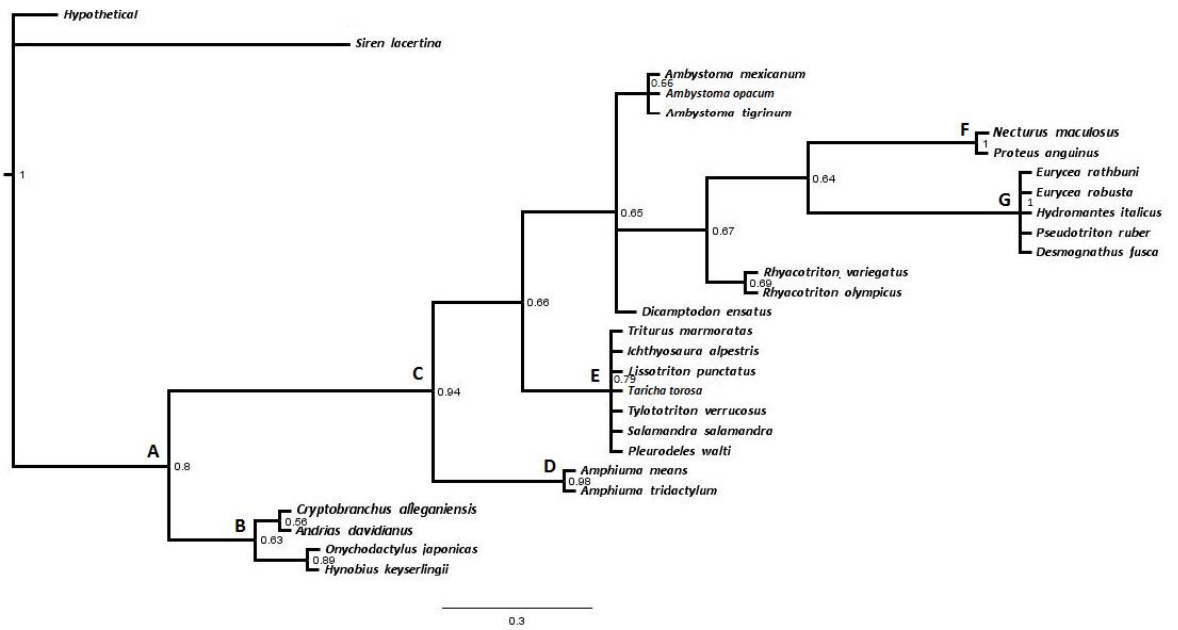 Hypothetical
Siren lacertina
Ambystoma mexicanum
0.66
Ambystoma opacum
Ambystoma tigrinum
F
Necturus maculosus
1
Proteus anguinus
1
0.64
Eurycea rathbuni
Eurycea robusta
G
1
Hydromantes italicus
Pseudotriton ruber
Desmognathus fusca
0.65
0.67
Rhyacotriton variegatus
0.69
Rhyacotriton olympicus
0.66
Dicamptodon ensatus
Triturus marmoratas
Ichthyosaura alpestris
Lissotriton punctatus
C
E
0.79
0.94
Taricha torosa
Tylototriton verrucosus
Salamandra salamandra
Pleurodeles walti
A
0.8
D
Amphiuma means
0.98
Amphiuma tridactylum
Cryptobranchus alleganiensis
B
0.56
Andrias davidianus
0.63
Onychodactylus japonicas
0.89
Hynobius keyserlingii
0.3